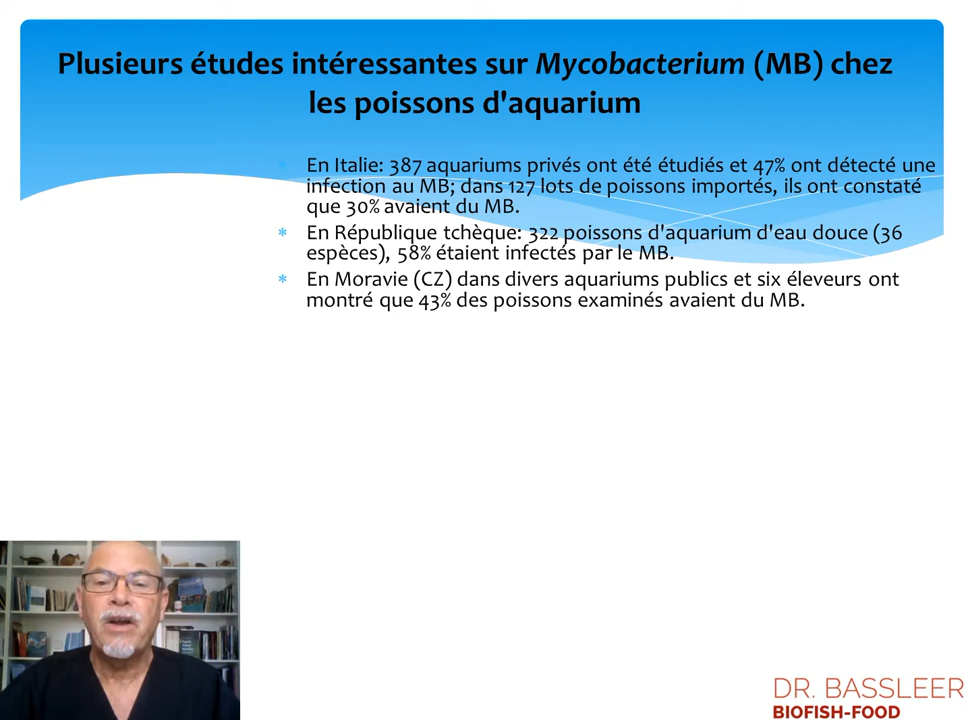 Plusieurs études intéressantes sur Mycobacterium (MB) chez
les poissons d'aquarium
En Italie: 387 aquariums privés ont été étudiés et 47% ont détecté une
infection au MB; dans 127 lots de poissons importés, ils ont constaté
que 30% avaient du MB.
* En République tchèque: 322 poissons d'aquarium d'eau douce (36
espèces), 58% étaient infectés par le MB.
* En Moravie (CZ) dans divers aquariums publics et six éleveurs ont
montré que 43% des poissons examinés avaient du MB.
DR. BASSLEER
BIOFISH-FOOD